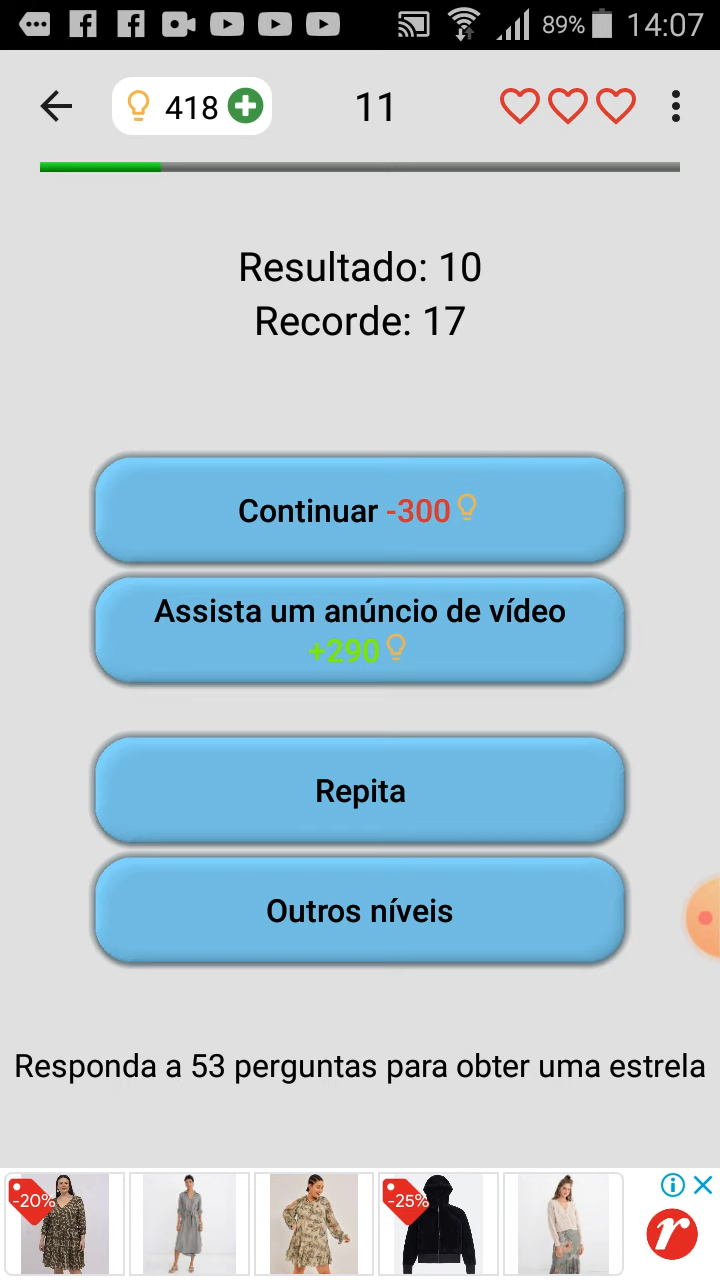 89% 14:07
418 11
Resultado: 10
Recorde: 17
Continuar -300
Assista um anúncio de vídeo
+290
Repita
Outros níveis
Responda a 53 perguntas para obter uma estrela
-20% -25%
r